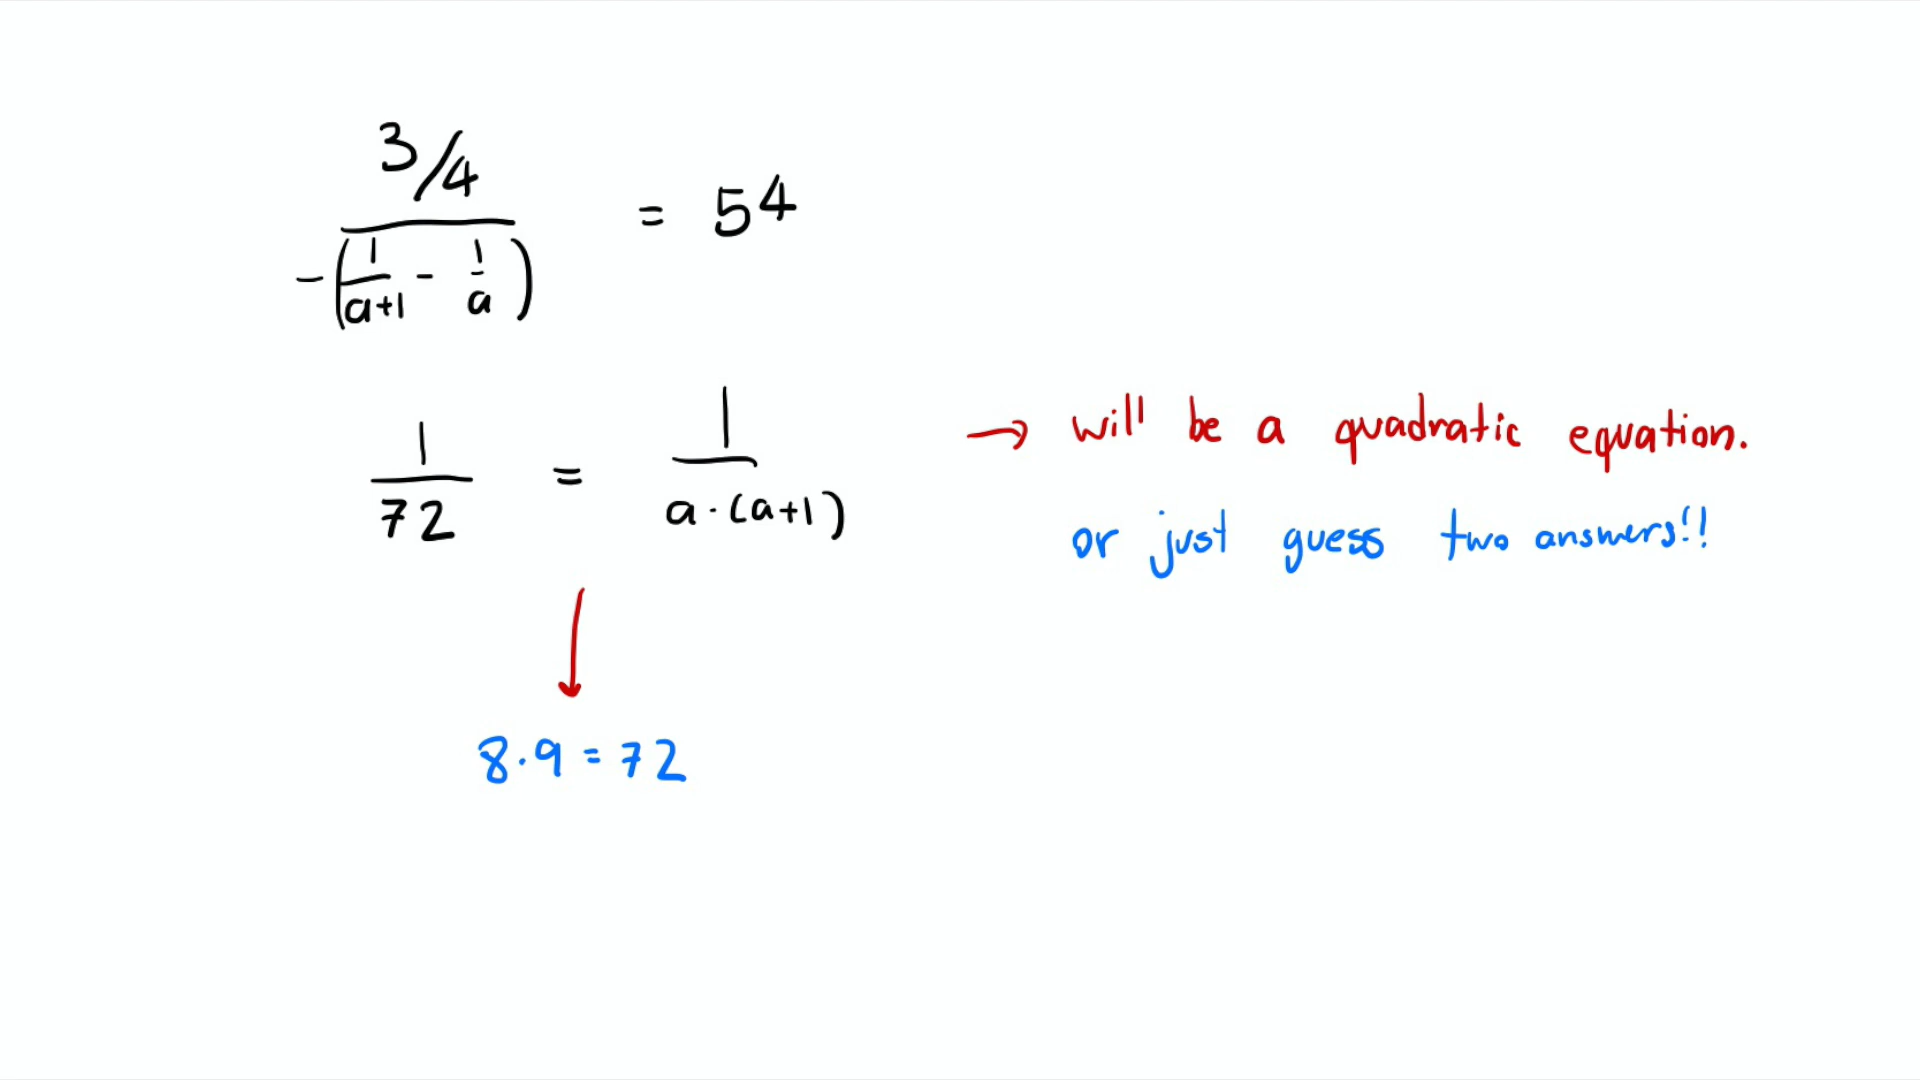 3/4 / -(1/(a+1) - 1/a) = 54
1/72 = 1/(a·(a+1))
→ will be a quadratic equation.
or just guess two answers!!
8·9=72